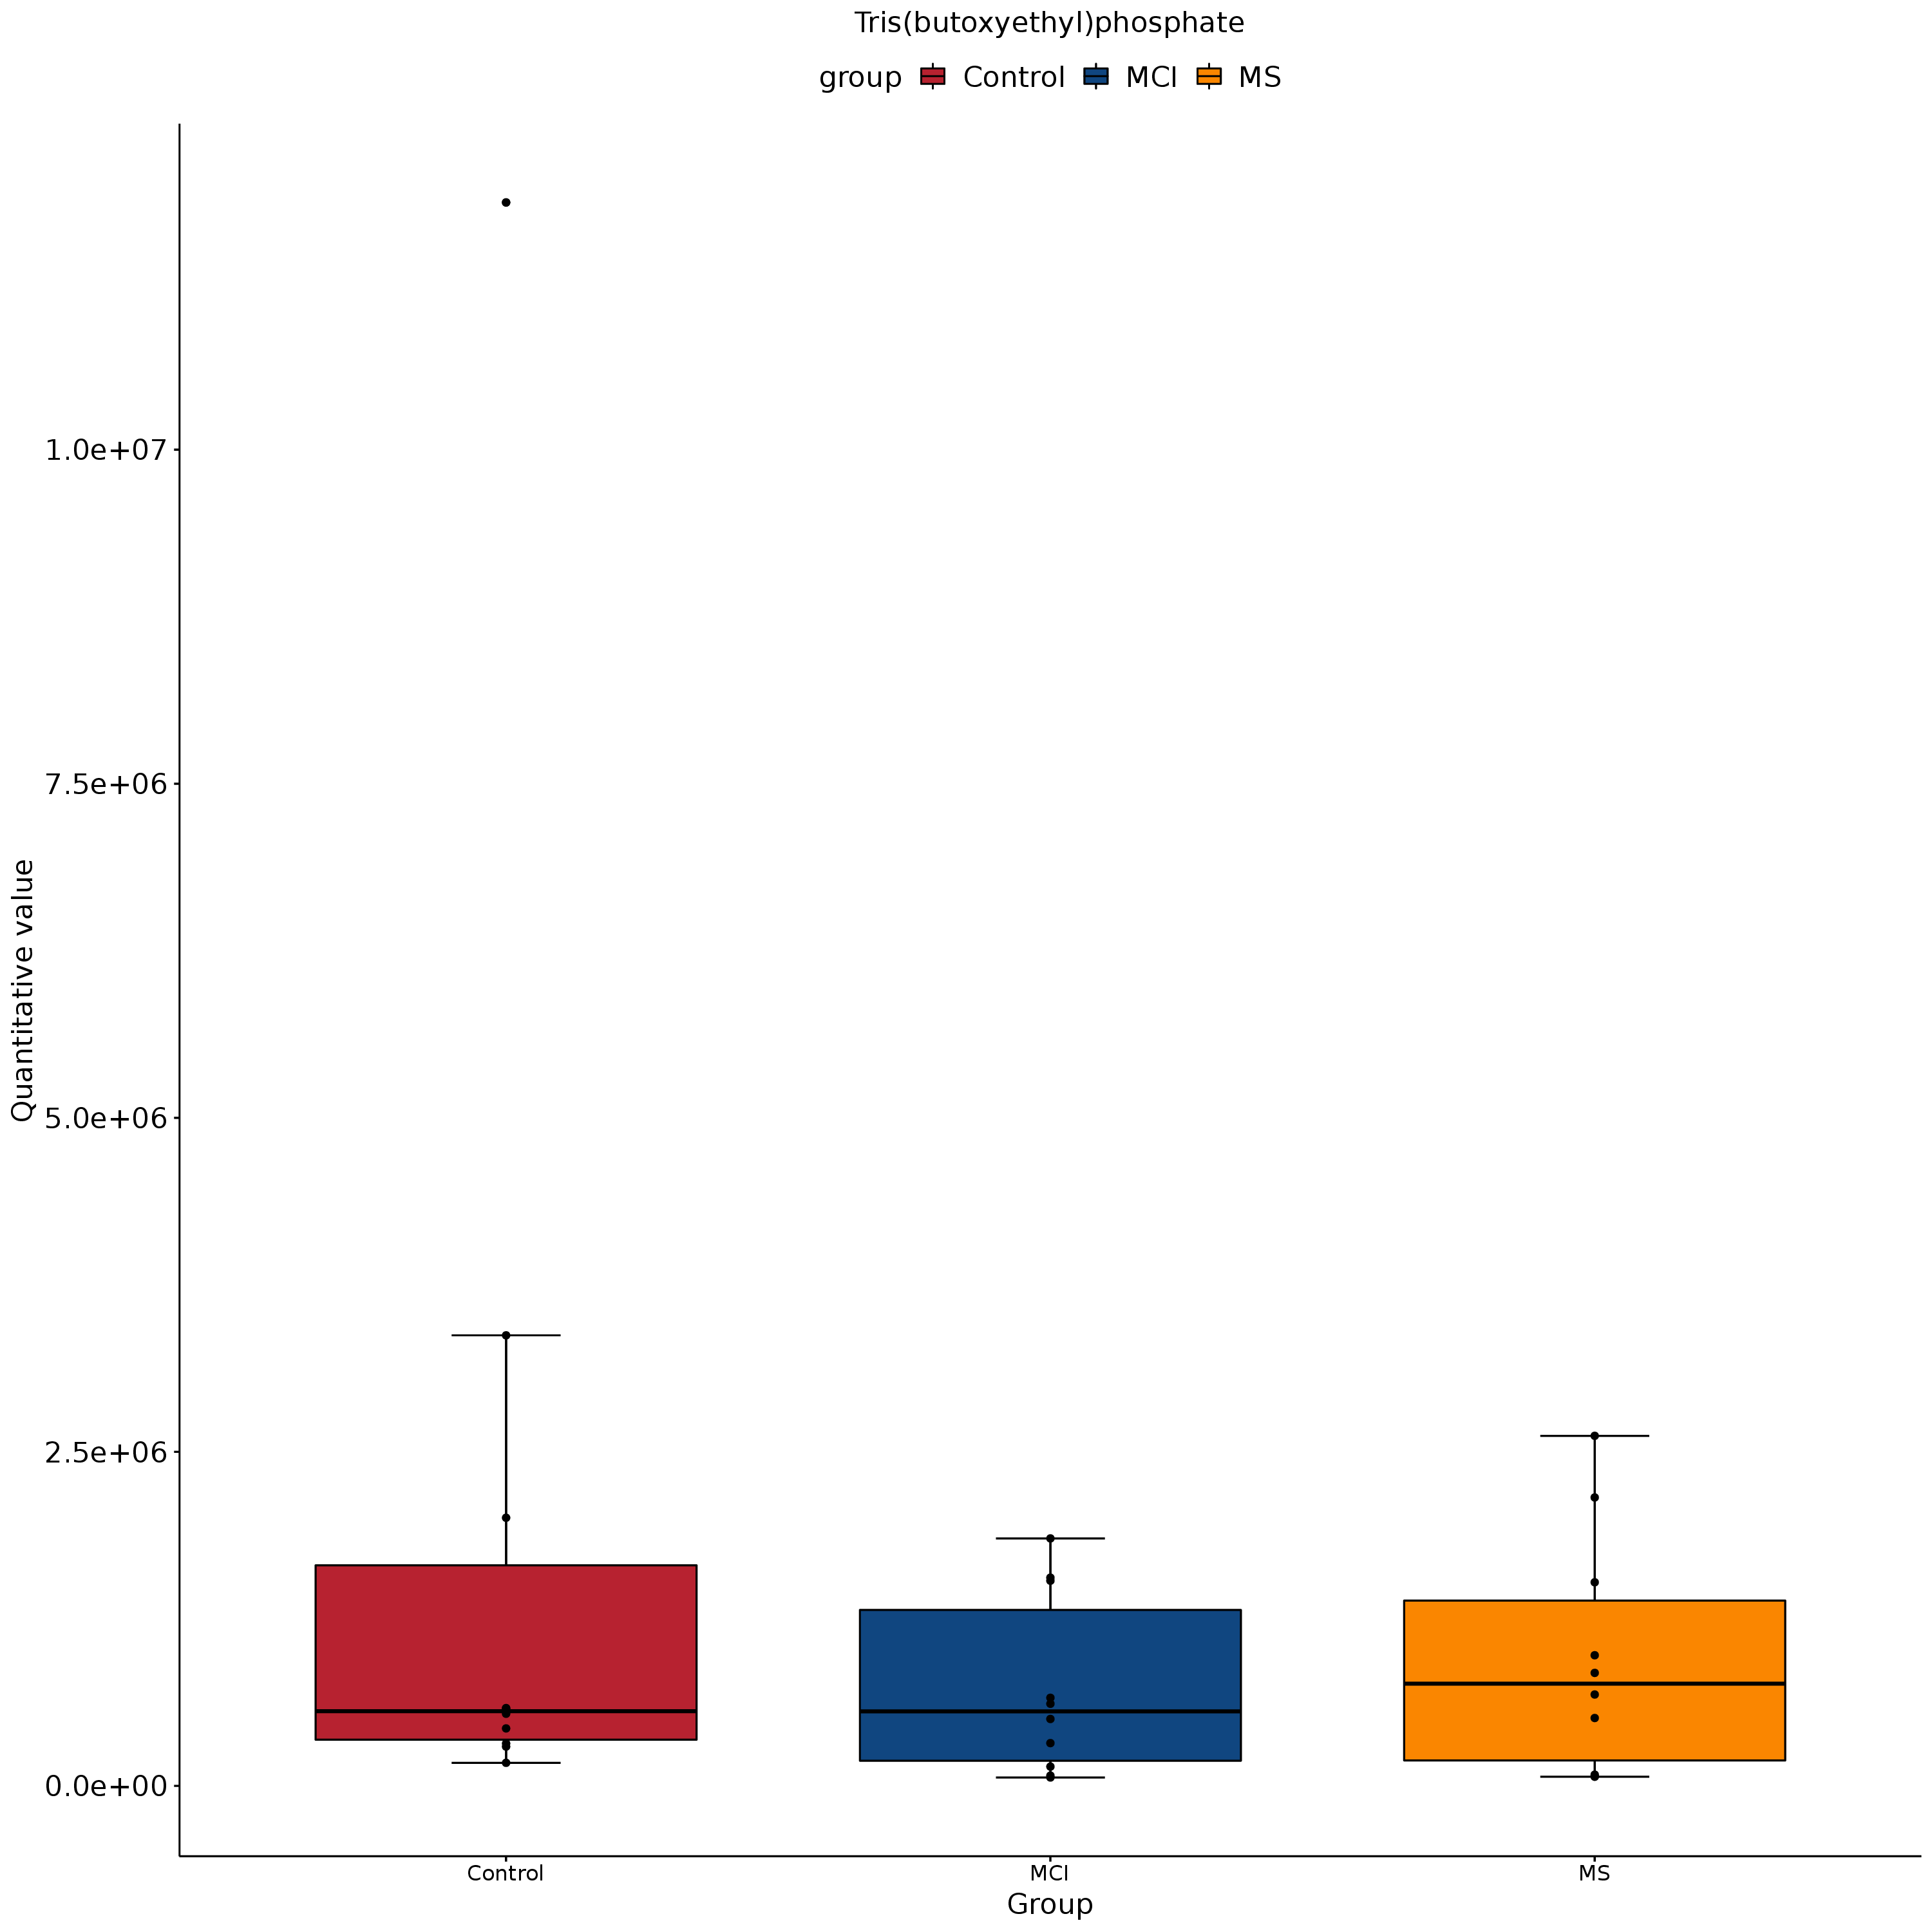 Tris(butoxyethyl)phosphate
group Control MCI MS
1.0e+07
7.5e+06
5.0e+06
2.5e+06
0.0e+00
Quantitative value
Control MCI MS
Group